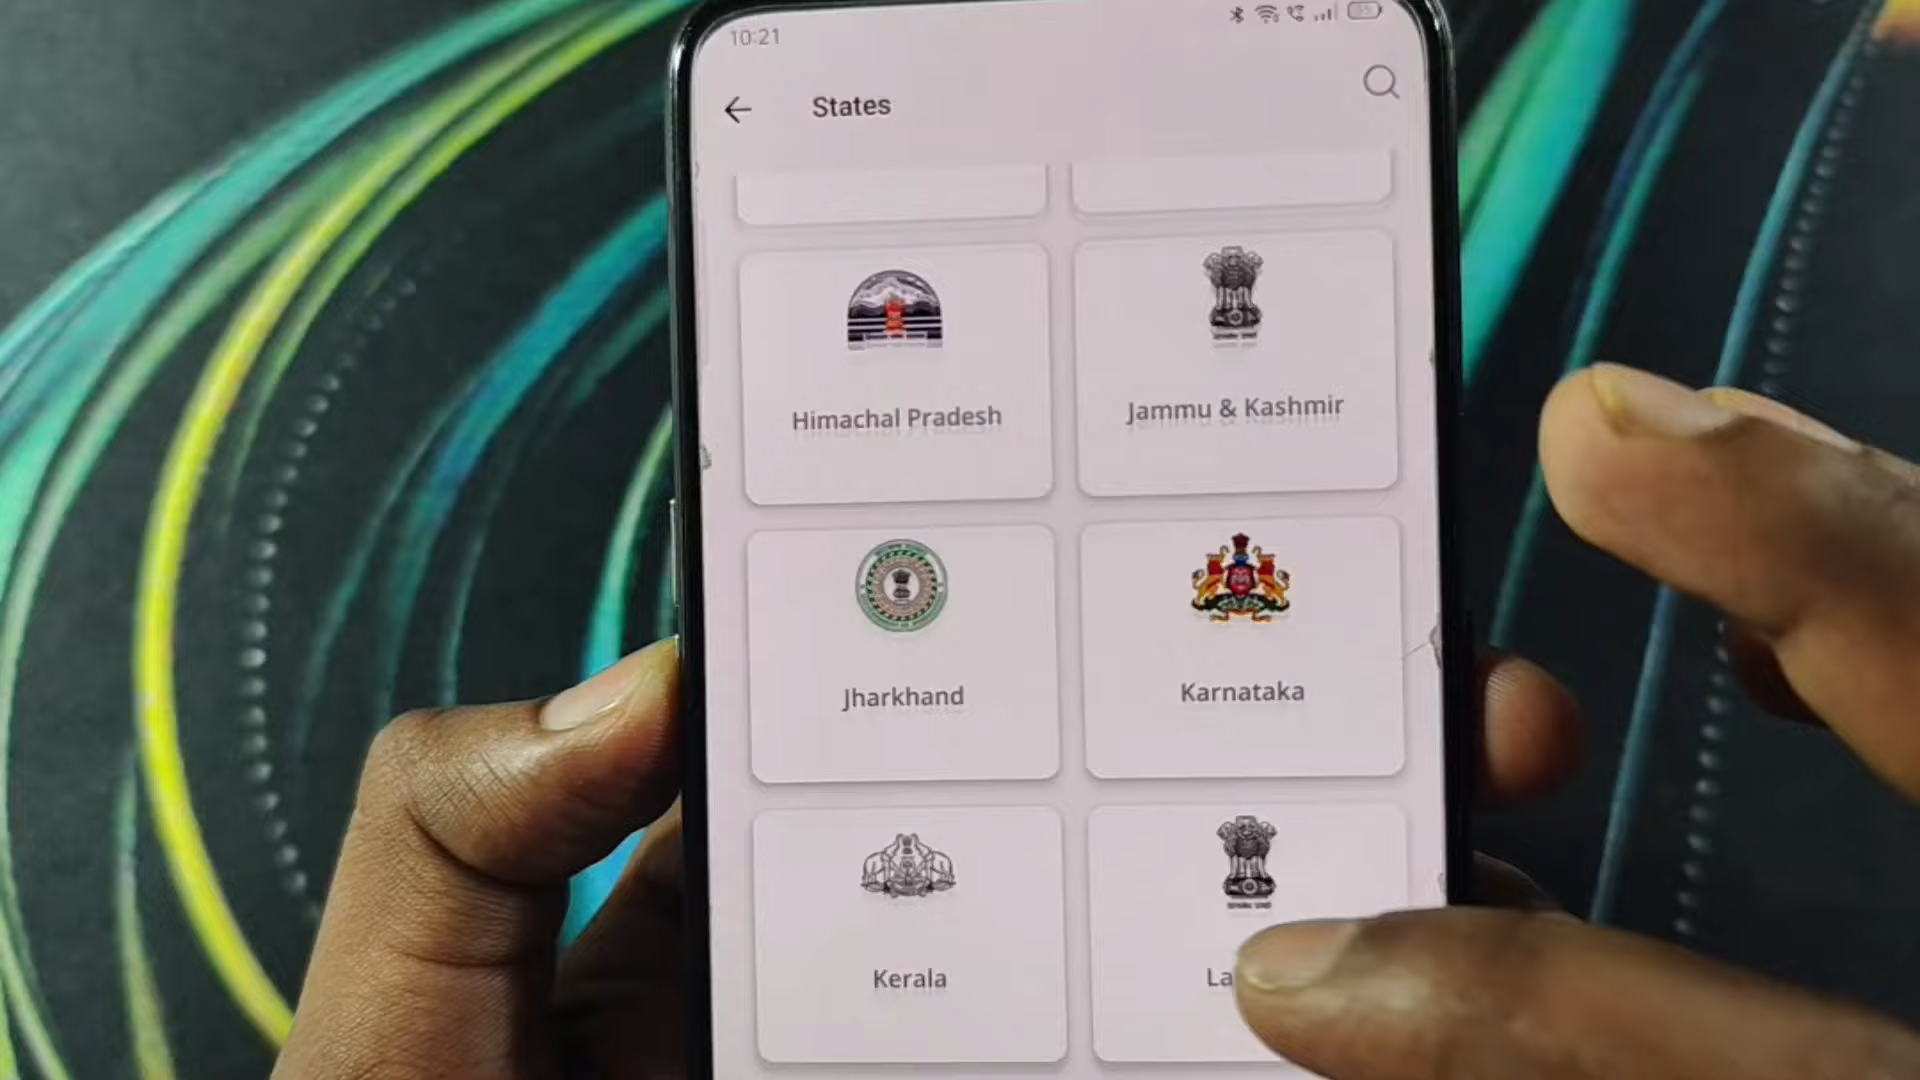 10:21
States
Himachal Pradesh
Jammu & Kashmir
Jharkhand
Karnataka
Kerala
La